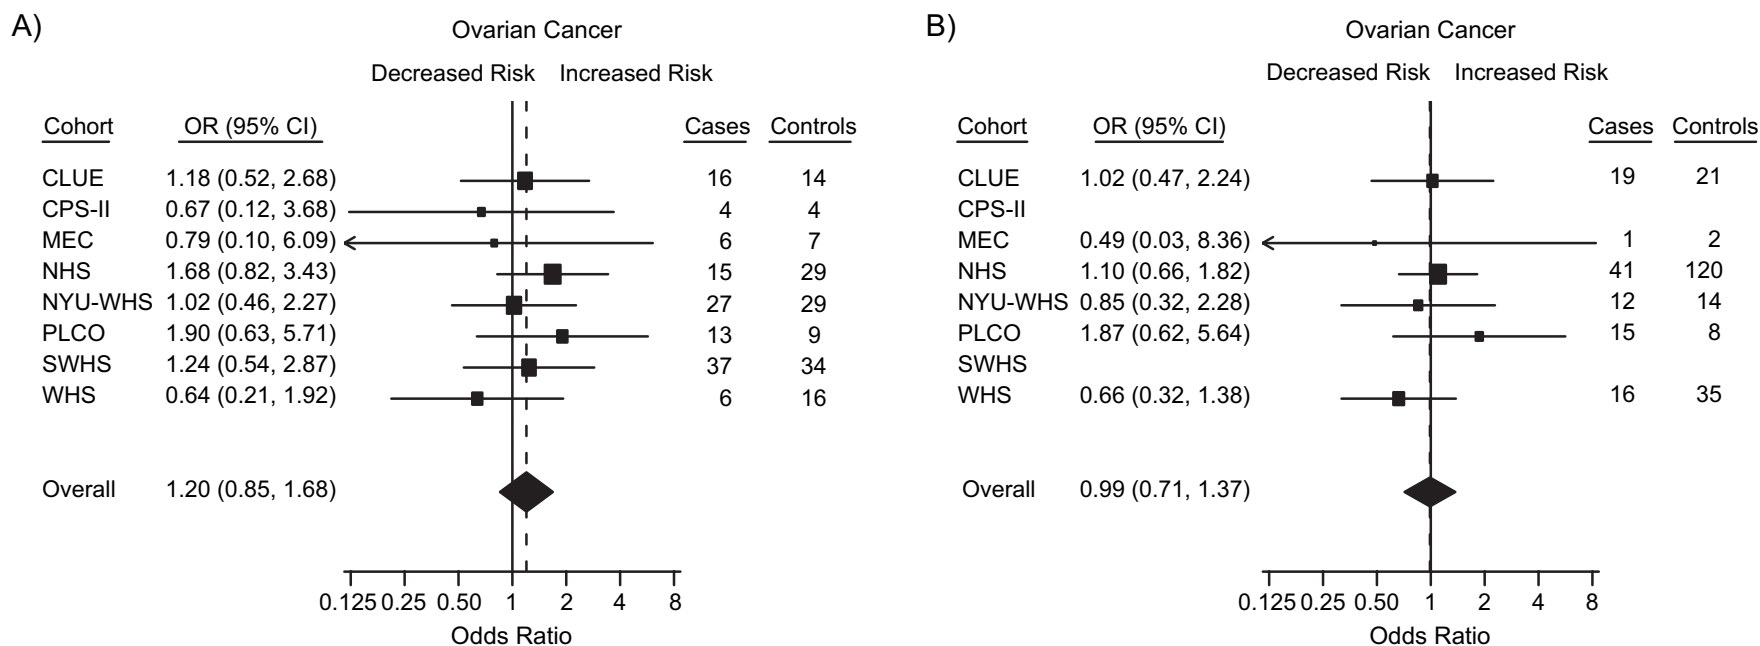 A)
Ovarian Cancer
Decreased Risk Increased Risk
Cohort OR (95% CI) Cases Controls
CLUE 1.18 (0.52, 2.68) 16 14
CPS-II 0.67 (0.12, 3.68) 4 4
MEC 0.79 (0.10, 6.09) 6 7
NHS 1.68 (0.82, 3.43) 15 29
NYU-WHS 1.02 (0.46, 2.27) 27 29
PLCO 1.90 (0.63, 5.71) 13 9
SWHS 1.24 (0.54, 2.87) 37 34
WHS 0.64 (0.21, 1.92) 6 16
Overall 1.20 (0.85, 1.68)
0.125 0.25 0.50 1 2 4 8
Odds Ratio
B)
Ovarian Cancer
Decreased Risk Increased Risk
Cohort OR (95% CI) Cases Controls
CLUE 1.02 (0.47, 2.24) 19 21
CPS-II
MEC 0.49 (0.03, 8.36) 1 2
NHS 1.10 (0.66, 1.82) 41 120
NYU-WHS 0.85 (0.32, 2.28) 12 14
PLCO 1.87 (0.62, 5.64) 15 8
SWHS
WHS 0.66 (0.32, 1.38) 16 35
Overall 0.99 (0.71, 1.37)
0.125 0.25 0.50 1 2 4 8
Odds Ratio